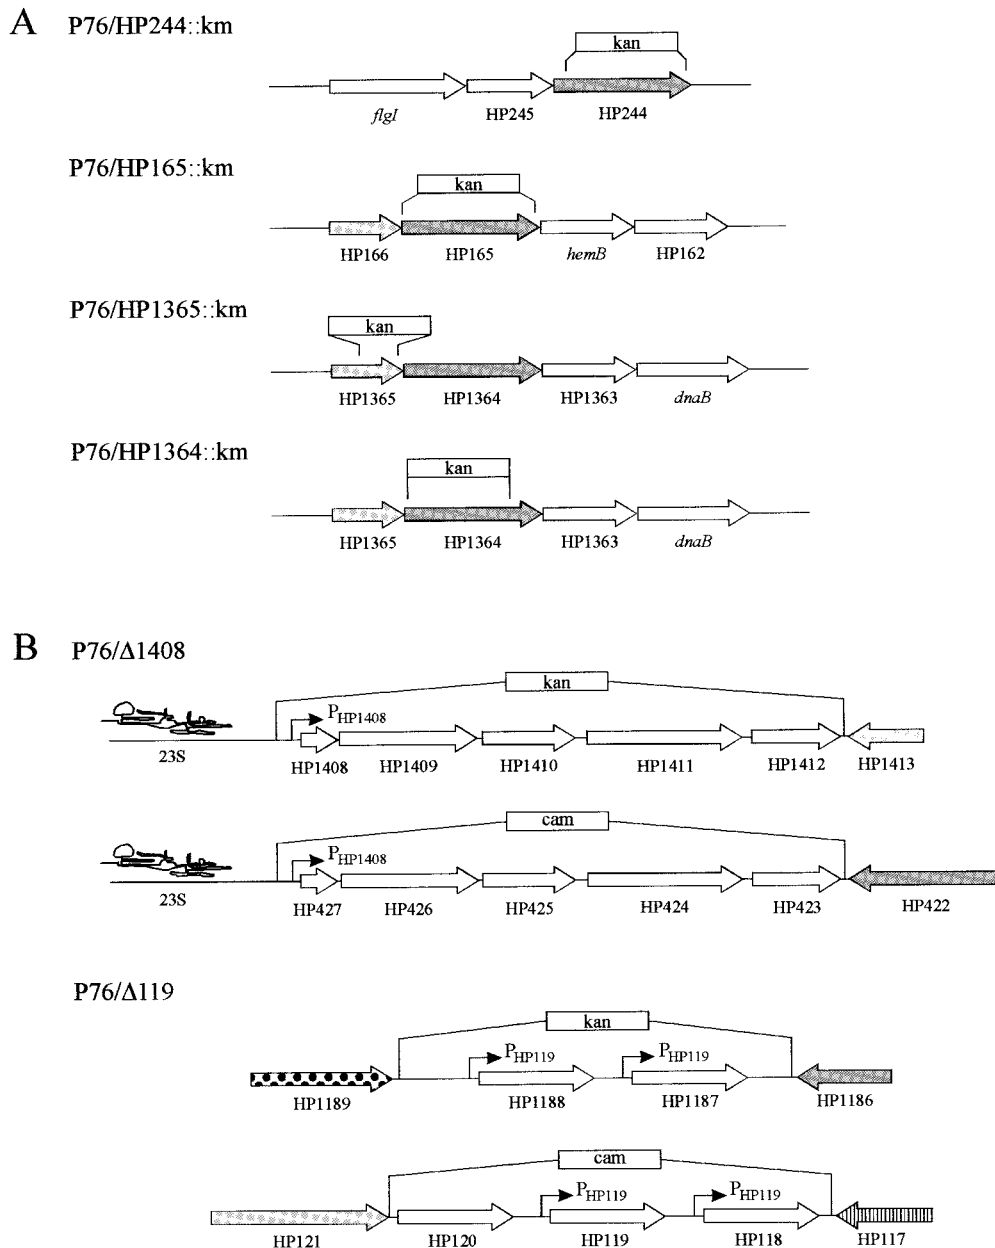 A P76/HP244::km
kan
flgI HP245 HP244
P76/HP165::km
kan
HP166 HP165 hemB HP162
P76/HP1365::km
kan
HP1365 HP1364 HP1363 dnaB
P76/HP1364::km
kan
HP1365 HP1364 HP1363 dnaB
B P76/Δ1408
kan
PHP1408
23S HP1408 HP1409 HP1410 HP1411 HP1412 HP1413
cam
PHP1408
23S HP427 HP426 HP425 HP424 HP423 HP422
P76/Δ119
kan
PHP119 PHP119
HP1189 HP1188 HP1187 HP1186
cam
PHP119 PHP119
HP121 HP120 HP119 HP118 HP117